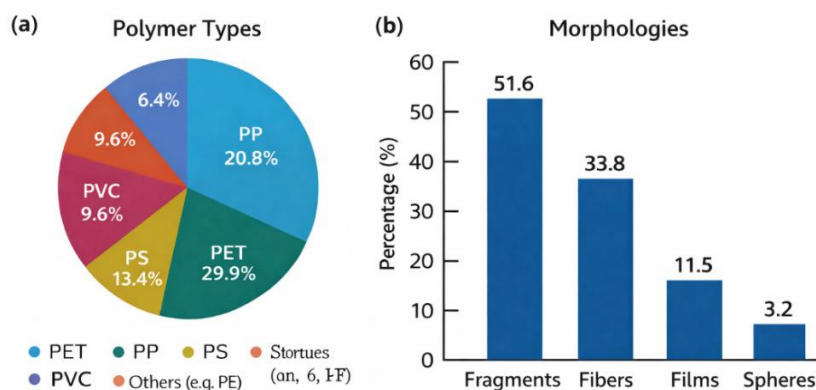 (a) Polymer Types
6.4%
9.6%
PP
20.8%
PVC
9.6%
PS
13.4%
PET
29.9%
PET PP PS Stortues
PVC Others (e.g. PE) (an, 6,
(b) Morphologies
Percentage (%)
60
50
40
30
20
10
0
51.6
33.8
11.5
3.2
Fragments Fibers Films Spheres